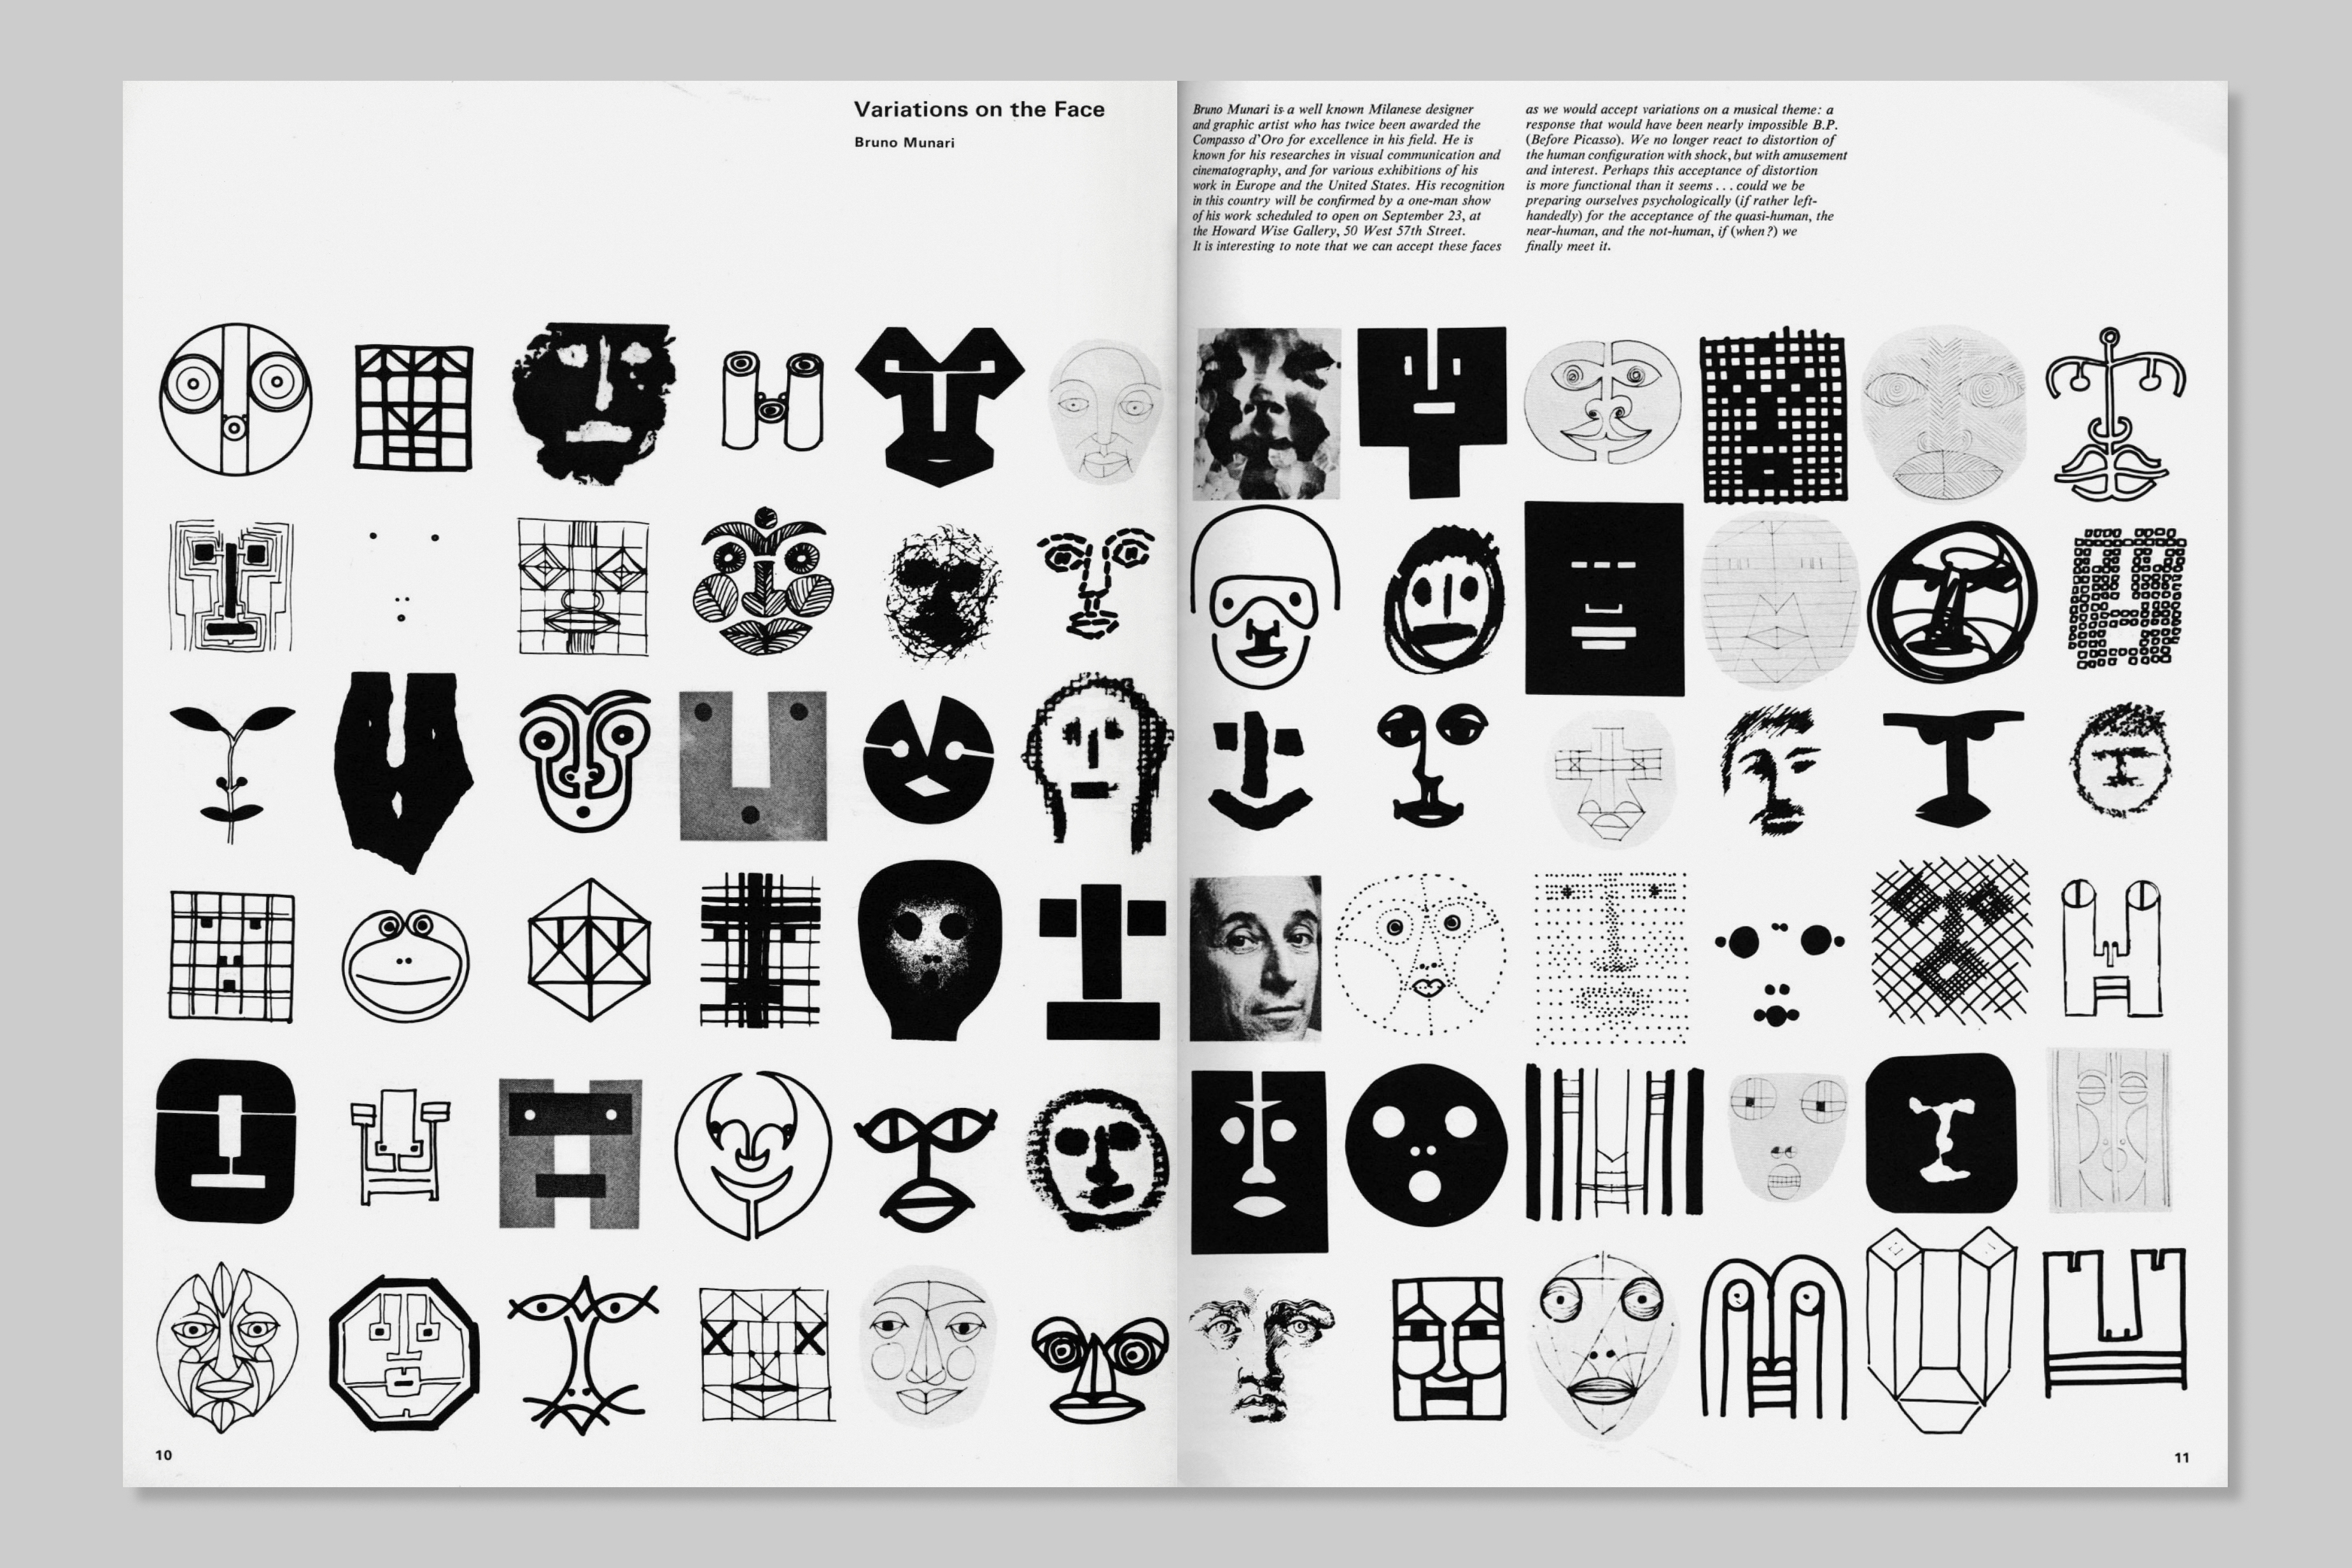 Variations on the Face
Bruno Munari
Bruno Munari is a well known Milanese designer
and graphic artist who has twice been awarded the
Compasso d'Oro for excellence in his field. He is
known for his researches in visual communication and
cinematography, and for various exhibitions of his
work in Europe and the United States. His recognition
in this country will be confirmed by a one-man show
of his work scheduled to open on September 23, at
the Howard Wise Gallery, 50 West 57th Street.
It is interesting to note that we can accept these faces
as we would accept variations on a musical theme: a
response that would have been nearly impossible B.P.
(Before Picasso). We no longer react to distortion of
the human configuration with shock, but with amusement
and interest. Perhaps this acceptance of distortion
is more functional than it seems . . . could we be
preparing ourselves psychologically (if rather left-
handedly) for the acceptance of the quasi-human, the
near-human, and the not-human, if (when?) we
finally meet it.
10
11